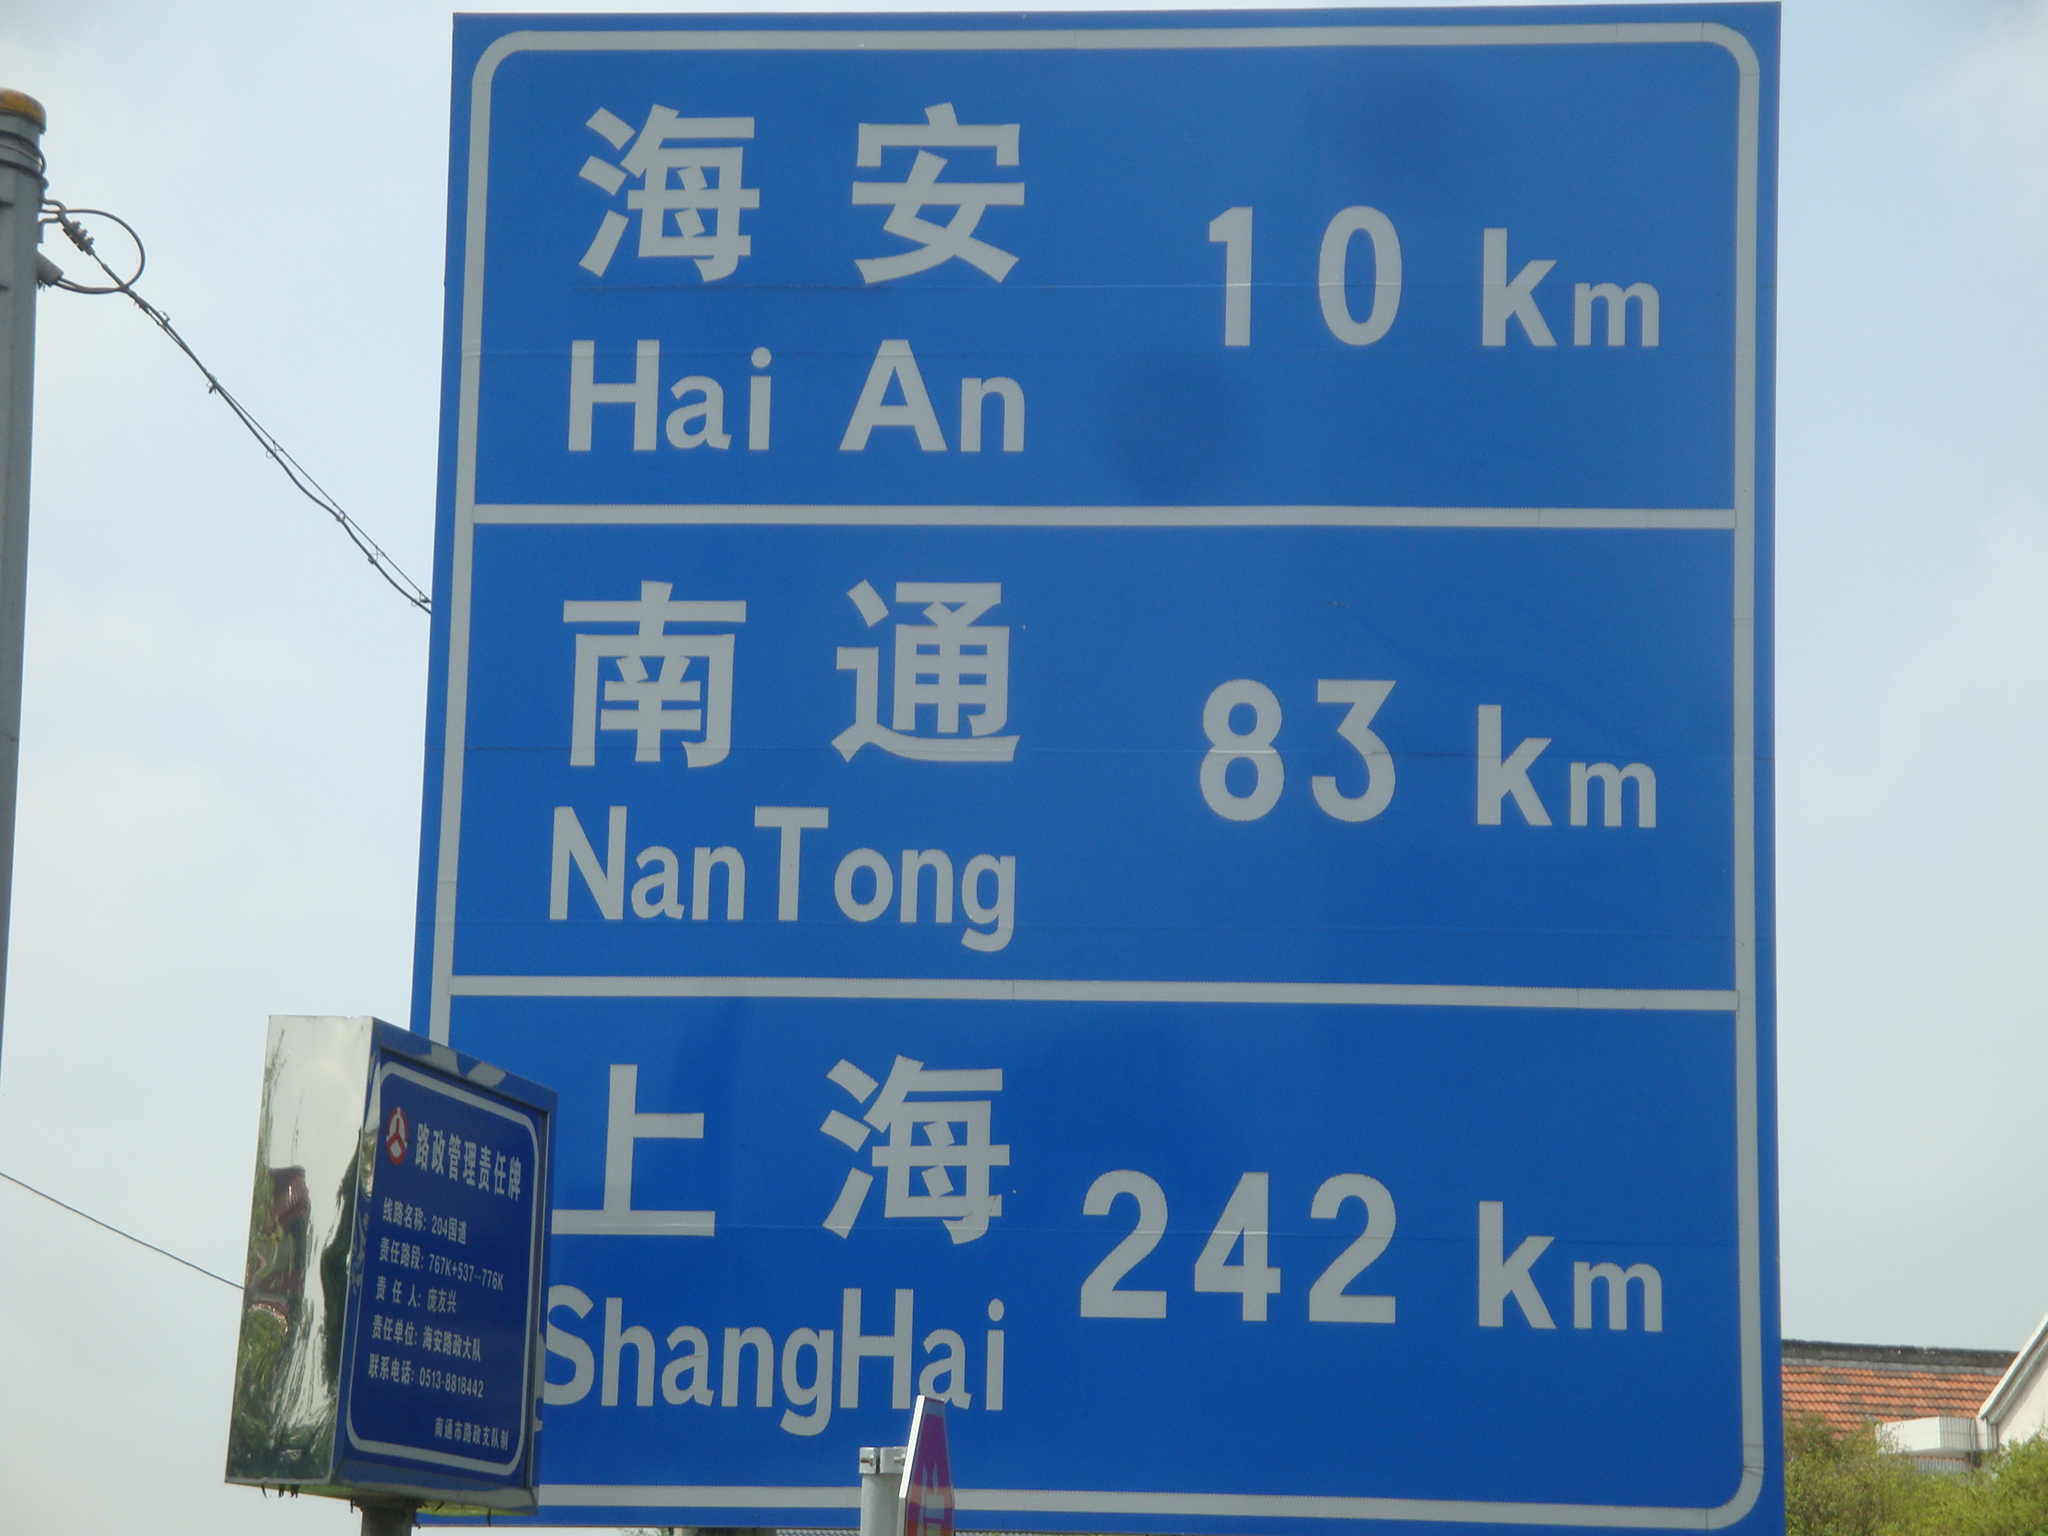 海安
Hai An
10 km
南通
NanTong
83 km
上海
ShangHai
242 km
路政管理责任牌
线路名称: 204国道
责任路段: 767K+537--776K
责 任 人: 庞友兴
责任单位: 海安路政大队
联系电话: 0513-8818442
南通市路政支队制